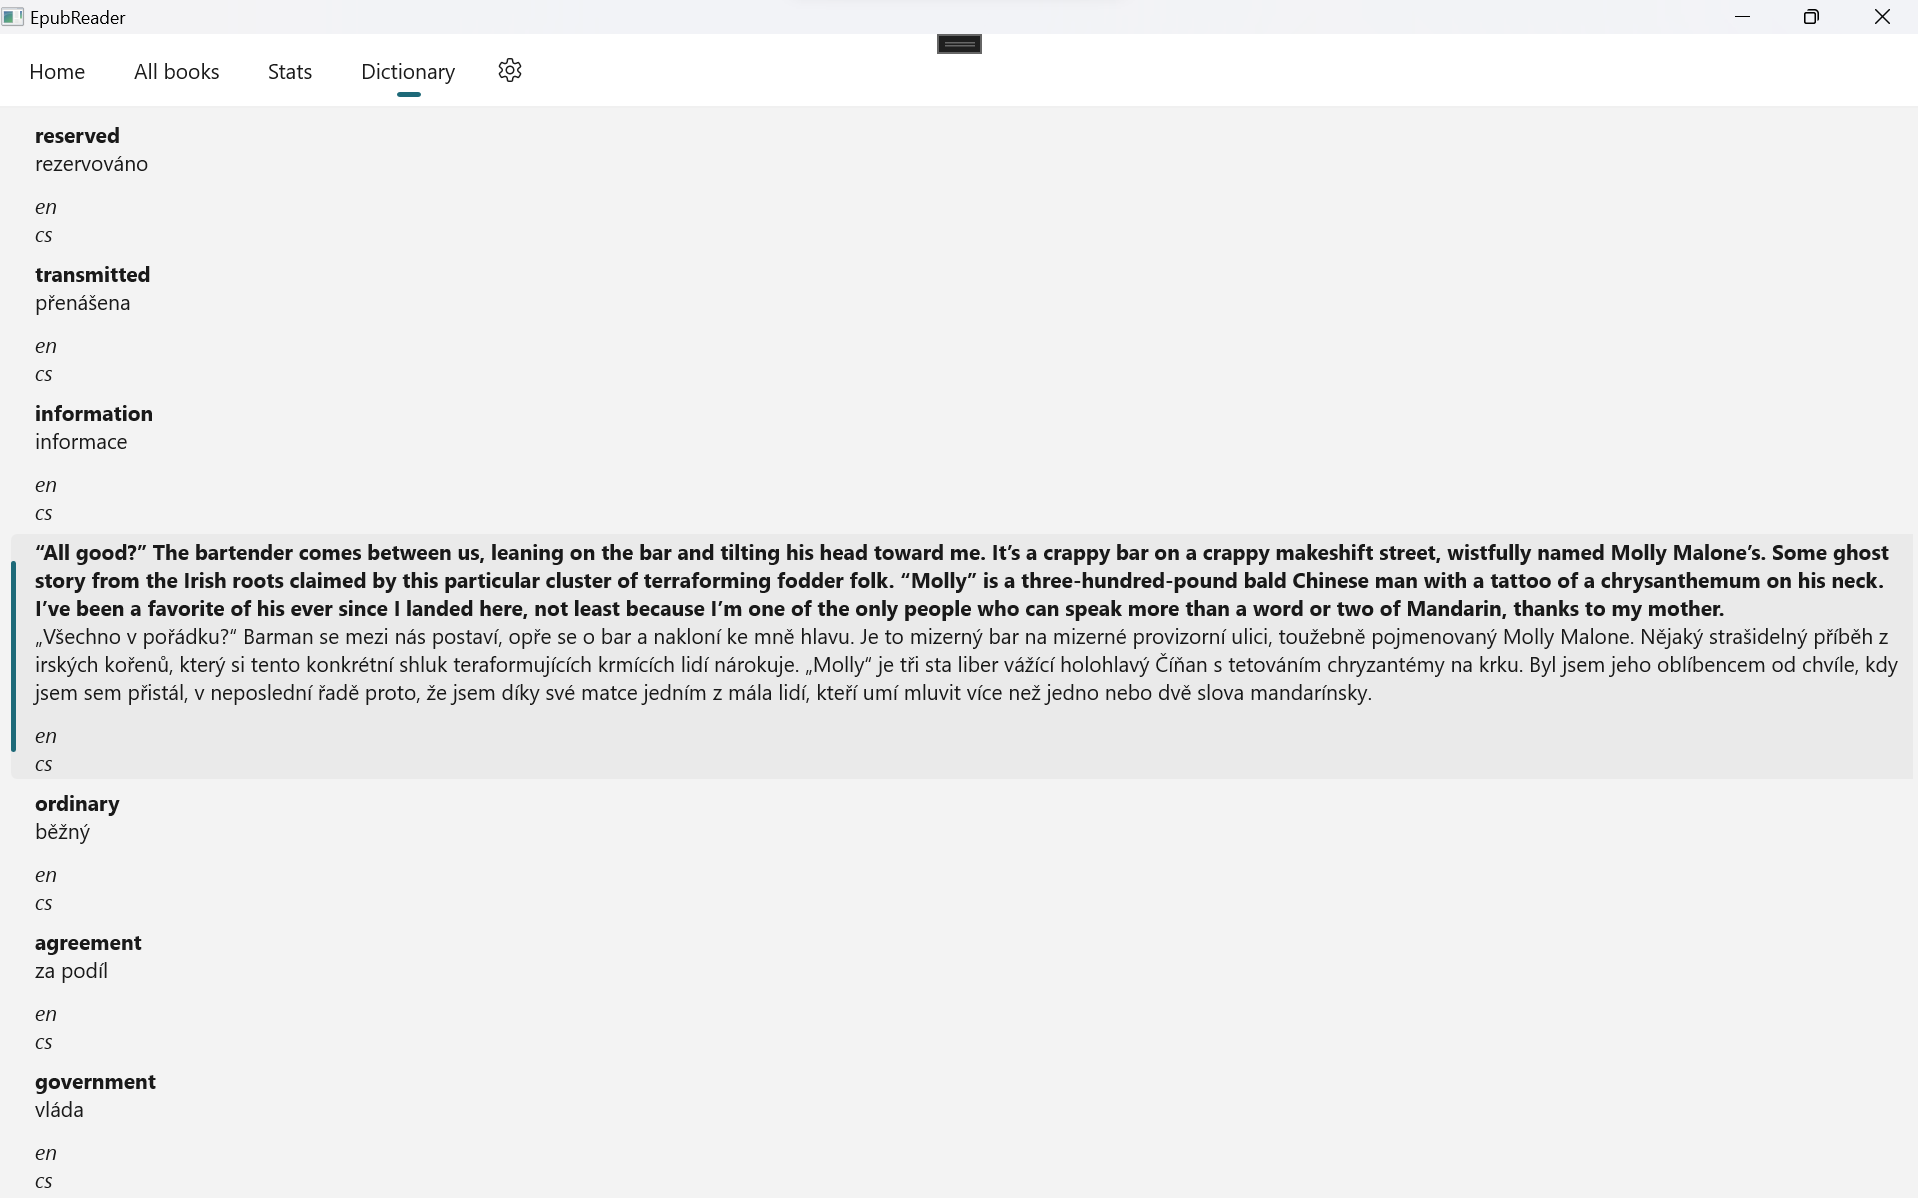 EpubReader
Home All books Stats Dictionary
reserved
rezervováno
en
cs
transmitted
přenášena
en
cs
information
informace
en
cs
“All good?” The bartender comes between us, leaning on the bar and tilting his head toward me. It’s a crappy bar on a crappy makeshift street, wistfully named Molly Malone’s. Some ghost
story from the Irish roots claimed by this particular cluster of terraforming fodder folk. “Molly” is a three-hundred-pound bald Chinese man with a tattoo of a chrysanthemum on his neck.
I’ve been a favorite of his ever since I landed here, not least because I’m one of the only people who can speak more than a word or two of Mandarin, thanks to my mother.
„Všechno v pořádku?“ Barman se mezi nás postaví, opře se o bar a nakloní ke mně hlavu. Je to mizerný bar na mizerné provizorní ulici, toužebně pojmenovaný Molly Malone. Nějaký strašidelný příběh z
irských kořenů, který si tento konkrétní shluk teraformujících krmících lidí nárokuje. „Molly“ je tři sta liber vážící holohlavý Číňan s tetováním chryzantémy na krku. Byl jsem jeho oblíbencem od chvíle, kdy
jsem sem přistál, v neposlední řadě proto, že jsem díky své matce jedním z mála lidí, kteří umí mluvit více než jedno nebo dvě slova mandarínsky.
en
cs
ordinary
běžný
en
cs
agreement
za podíl
en
cs
government
vláda
en
cs